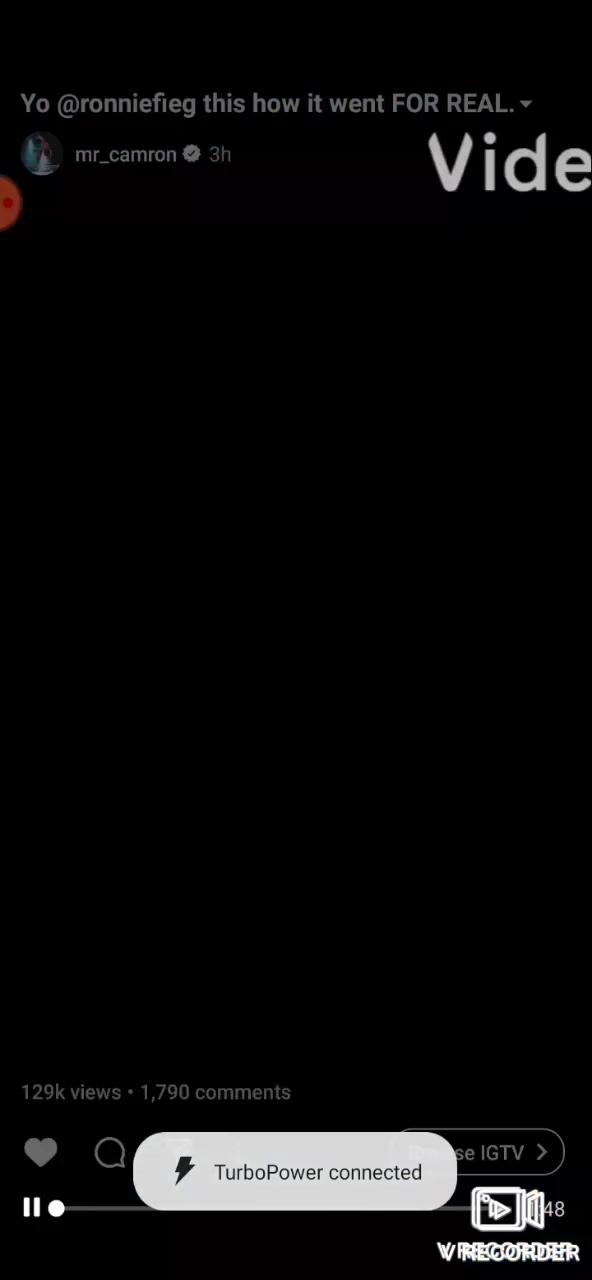 Yo @ronniefieg this how it went FOR REAL.
mr_camron 3h
Vide
129k views • 1,790 comments
IGTV
TurboPower connected
:48
V RECORDER